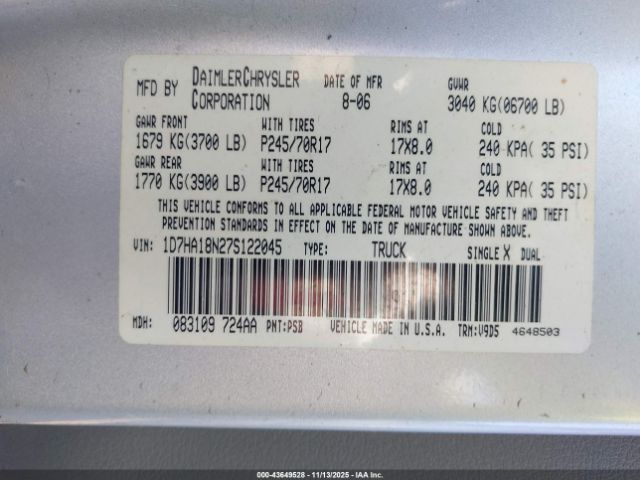 MFD BY DAIMLERCHRYSLER CORPORATION DATE OF MFR 8-06 GVWR 3040 KG(06700 LB)
GAWR FRONT WITH TIRES RIMS AT COLD
1679 KG(3700 LB) P245/70R17 17X8.0 240 KPA( 35 PSI)
GAWR REAR WITH TIRES RIMS AT COLD
1770 KG(3900 LB) P245/70R17 17X8.0 240 KPA( 35 PSI)
THIS VEHICLE CONFORMS TO ALL APPLICABLE FEDERAL MOTOR VEHICLE SAFETY AND THEFT
PREVENTION STANDARDS IN EFFECT ON THE DATE OF MANUFACTURE SHOWN ABOVE.
VIN: 1D7HA18N27S122045 TYPE: TRUCK SINGLE X DUAL
MDH: 083109 724AA PNT:PSB VEHICLE MADE IN U.S.A. TRM:V9D5 4648503
000-43649528 - 11/13/2025 - IAA Inc.